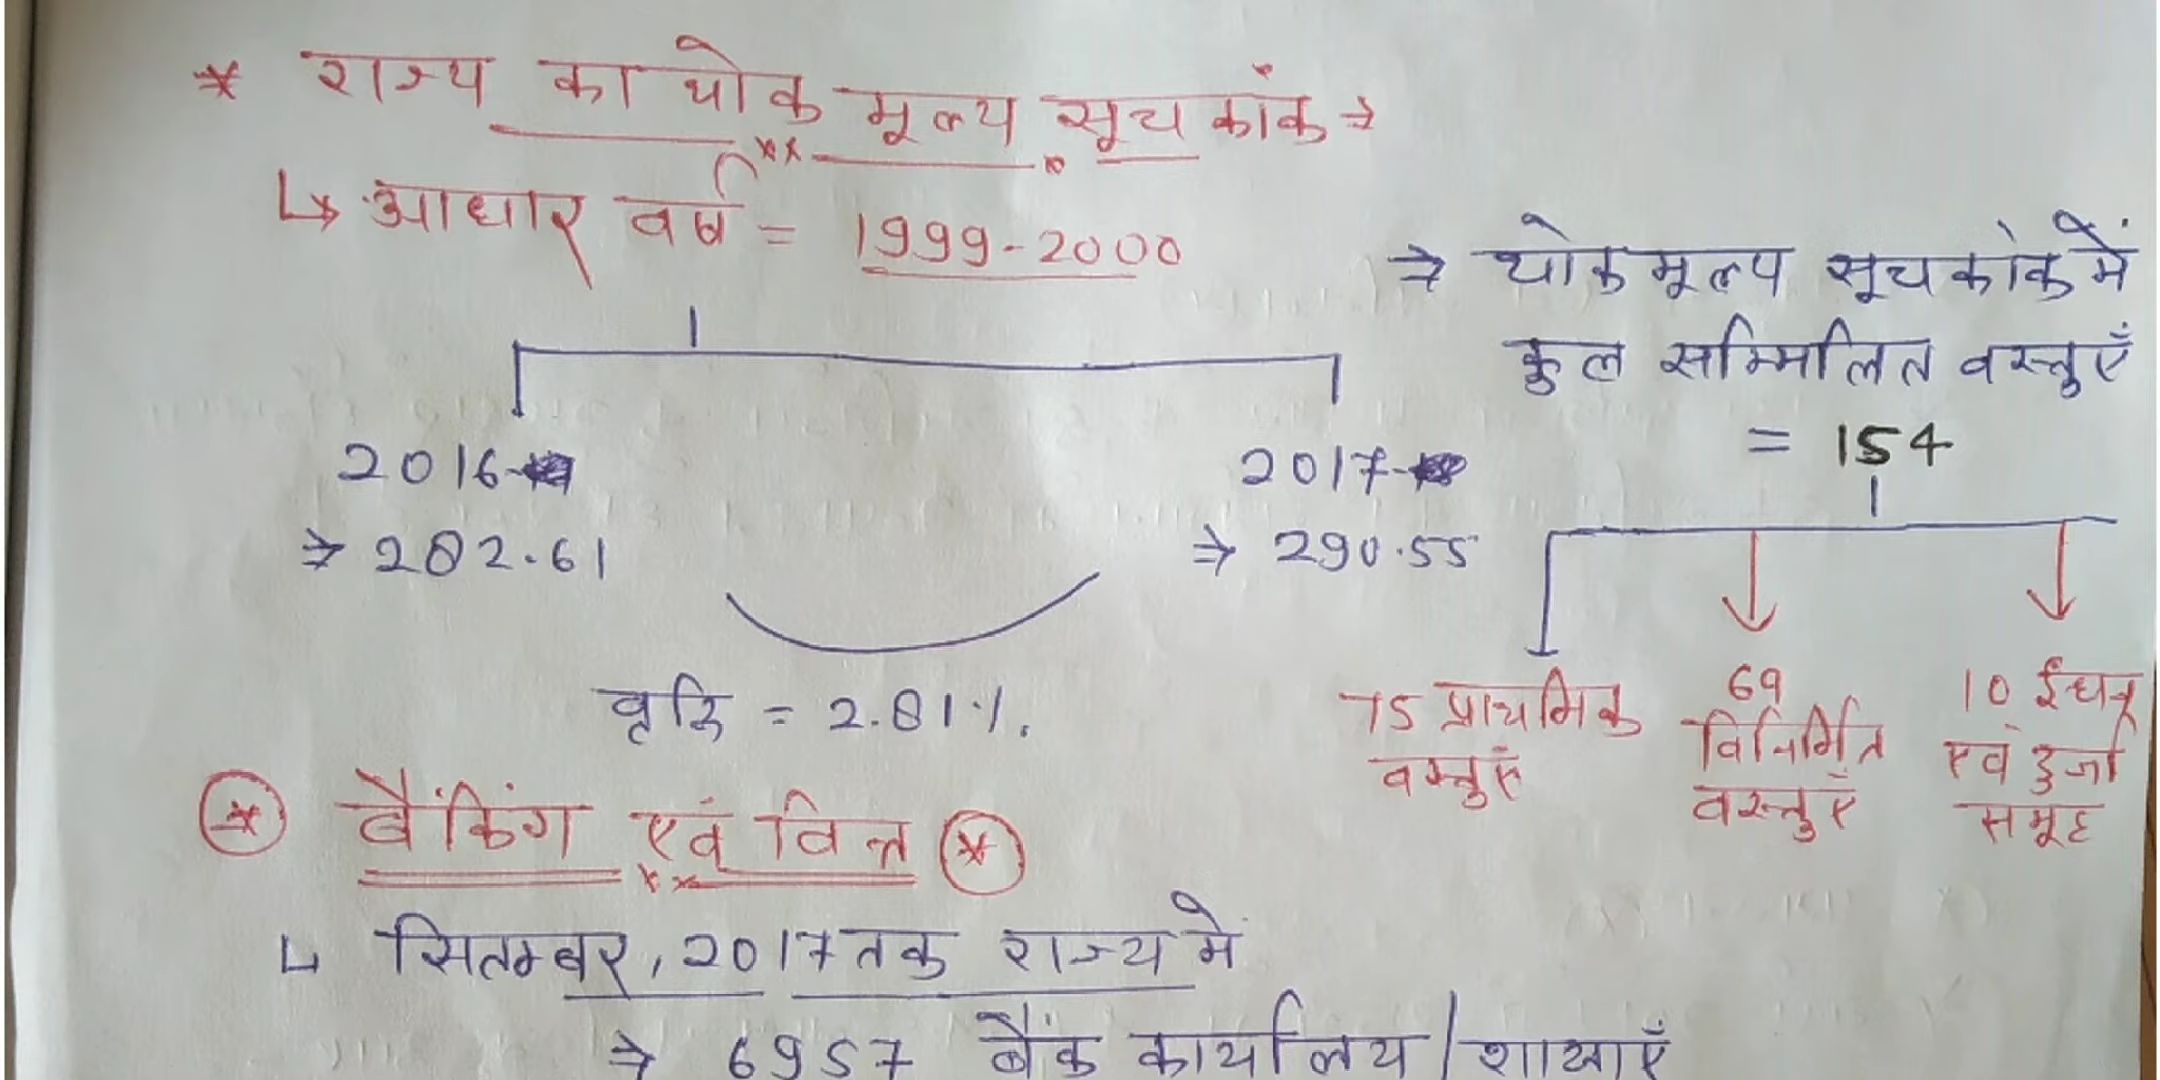 * राज्य का थोक मूल्य सूचकांक →
↳ आधार वर्ष = 1999-2000
2016
⇒ 282.61
2017
⇒ 290.55
वृद्धि = 2.81%.
⇒ थोक मूल्य सूचकांक में
कुल सम्मिलित वस्तुएँ
= 154
75 प्राथमिक
वस्तुएँ
69
विनिर्मित
वस्तुएँ
10 ईंधन
एवं उर्जा
समूह
* बैंकिंग एवं वित्त *
↳ सितम्बर, 2017 तक राज्य में
⇒ 6957 बैंक कार्यालय / शाखाएँ